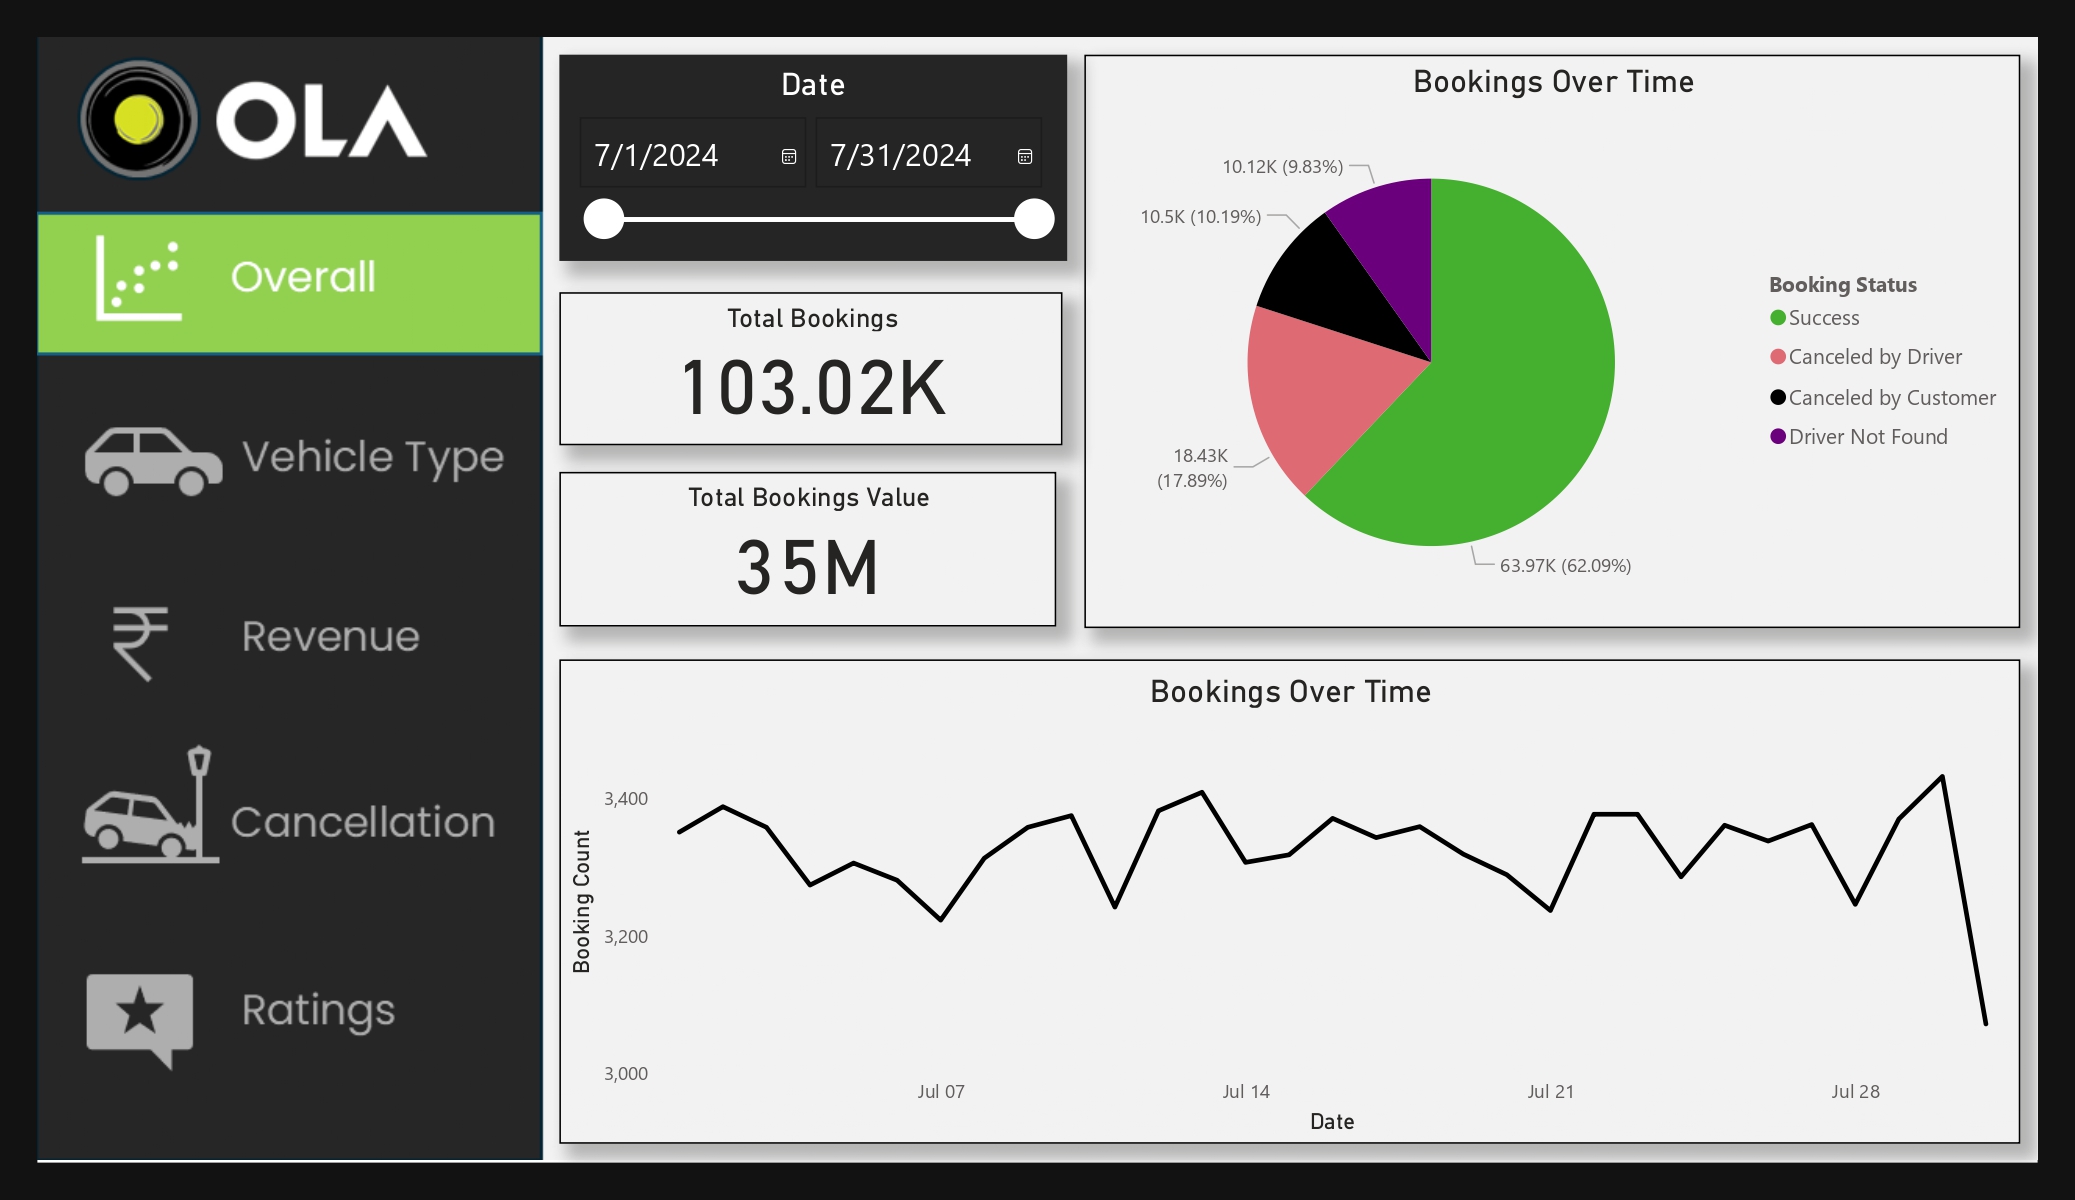 OLA
Overall
Vehicle Type
Revenue
Cancellation
Ratings
Date
7/1/2024
7/31/2024
Total Bookings
103.02K
Total Bookings Value
35M
Bookings Over Time
10.12K (9.83%)
10.5K (10.19%)
18.43K
(17.89%)
63.97K (62.09%)
Booking Status
Success
Canceled by Driver
Canceled by Customer
Driver Not Found
Bookings Over Time
Booking Count
3,400
3,200
3,000
Jul 07
Jul 14
Jul 21
Jul 28
Date